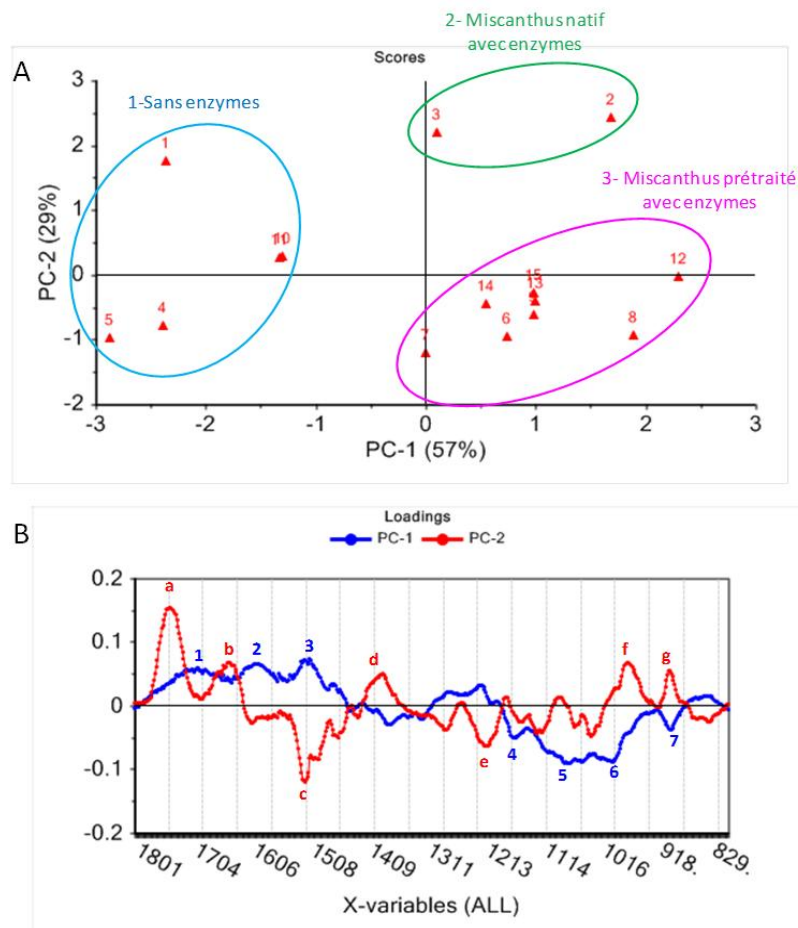 2- Miscanthus natif
avec enzymes
A
Scores
1-Sans enzymes
3- Miscanthus prétraité
avec enzymes
PC-2 (29%)
3
2
1
0
-1
-2
1
11
10
4
5
3
2
12
15
13
14
6
7
8
-3
-2
-1
0
1
2
3
PC-1 (57%)
B
Loadings
PC-1 PC-2
0.2
0.1
0
-0.1
-0.2
a
b
c
d
e
f
g
1
2
3
4
5
6
7
1801 1704 1606 1508 1409 1311 1213 1114 1016 918. 829.
X-variables (ALL)